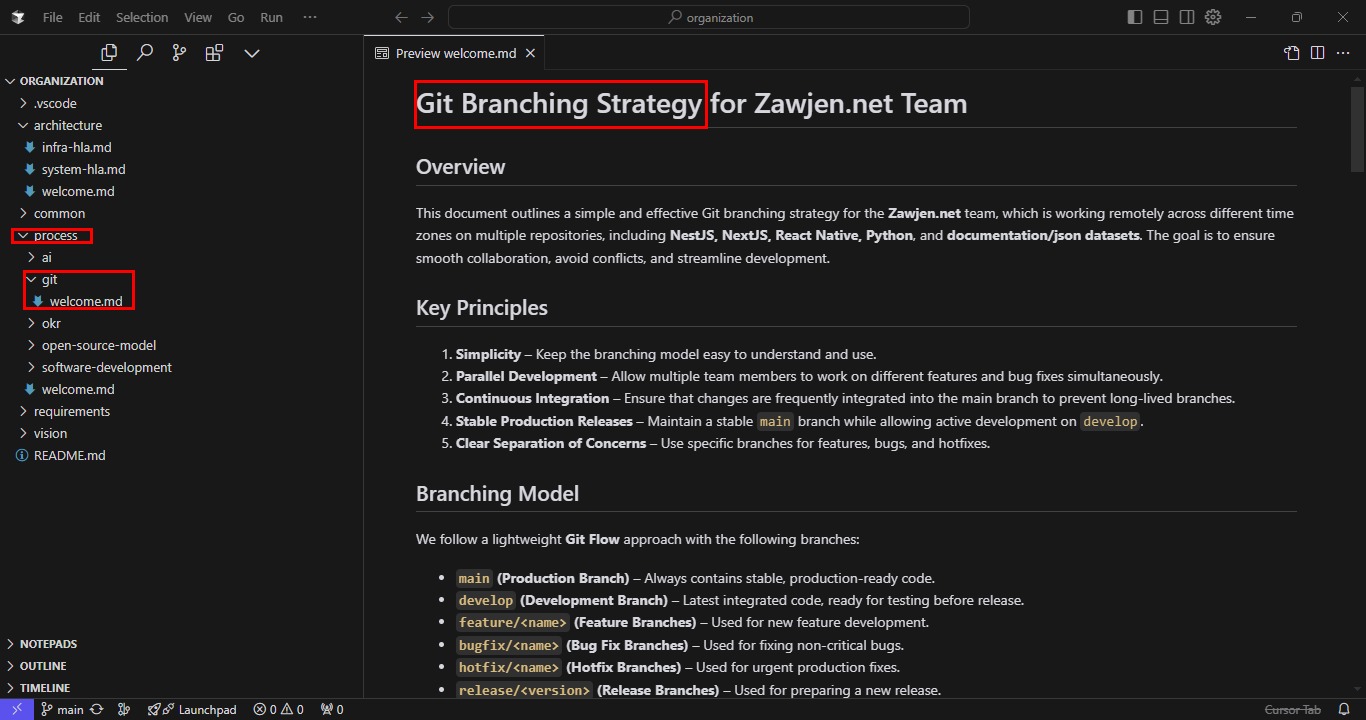 File Edit Selection View Go Run ···
organization
Preview welcome.md
ORGANIZATION
.vscode
architecture
infra-hla.md
system-hla.md
welcome.md
common
process
ai
git
welcome.md
okr
open-source-model
software-development
welcome.md
requirements
vision
README.md
NOTEPADS
OUTLINE
TIMELINE
Git Branching Strategy for Zawjen.net Team
Overview
This document outlines a simple and effective Git branching strategy for the Zawjen.net team, which is working remotely across different time
zones on multiple repositories, including NestJS, NextJS, React Native, Python, and documentation/json datasets. The goal is to ensure
smooth collaboration, avoid conflicts, and streamline development.
Key Principles
1. Simplicity – Keep the branching model easy to understand and use.
2. Parallel Development – Allow multiple team members to work on different features and bug fixes simultaneously.
3. Continuous Integration – Ensure that changes are frequently integrated into the main branch to prevent long-lived branches.
4. Stable Production Releases – Maintain a stable main branch while allowing active development on develop.
5. Clear Separation of Concerns – Use specific branches for features, bugs, and hotfixes.
Branching Model
We follow a lightweight Git Flow approach with the following branches:
• main (Production Branch) – Always contains stable, production-ready code.
• develop (Development Branch) – Latest integrated code, ready for testing before release.
• feature/<name> (Feature Branches) – Used for new feature development.
• bugfix/<name> (Bug Fix Branches) – Used for fixing non-critical bugs.
• hotfix/<name> (Hotfix Branches) – Used for urgent production fixes.
• release/<version> (Release Branches) – Used for preparing a new release.
main Launchpad 0 0 0 Cursor Tab